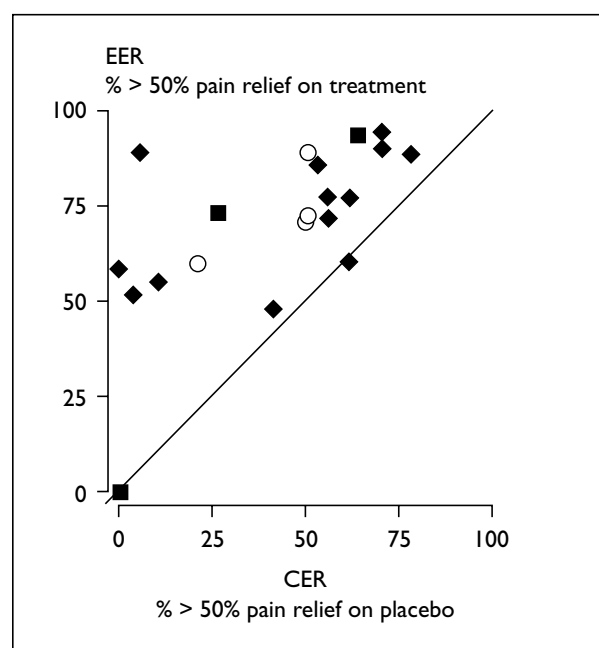 EER
% > 50% pain relief on treatment
100
75
50
25
0
0 25 50 75 100
CER
% > 50% pain relief on placebo